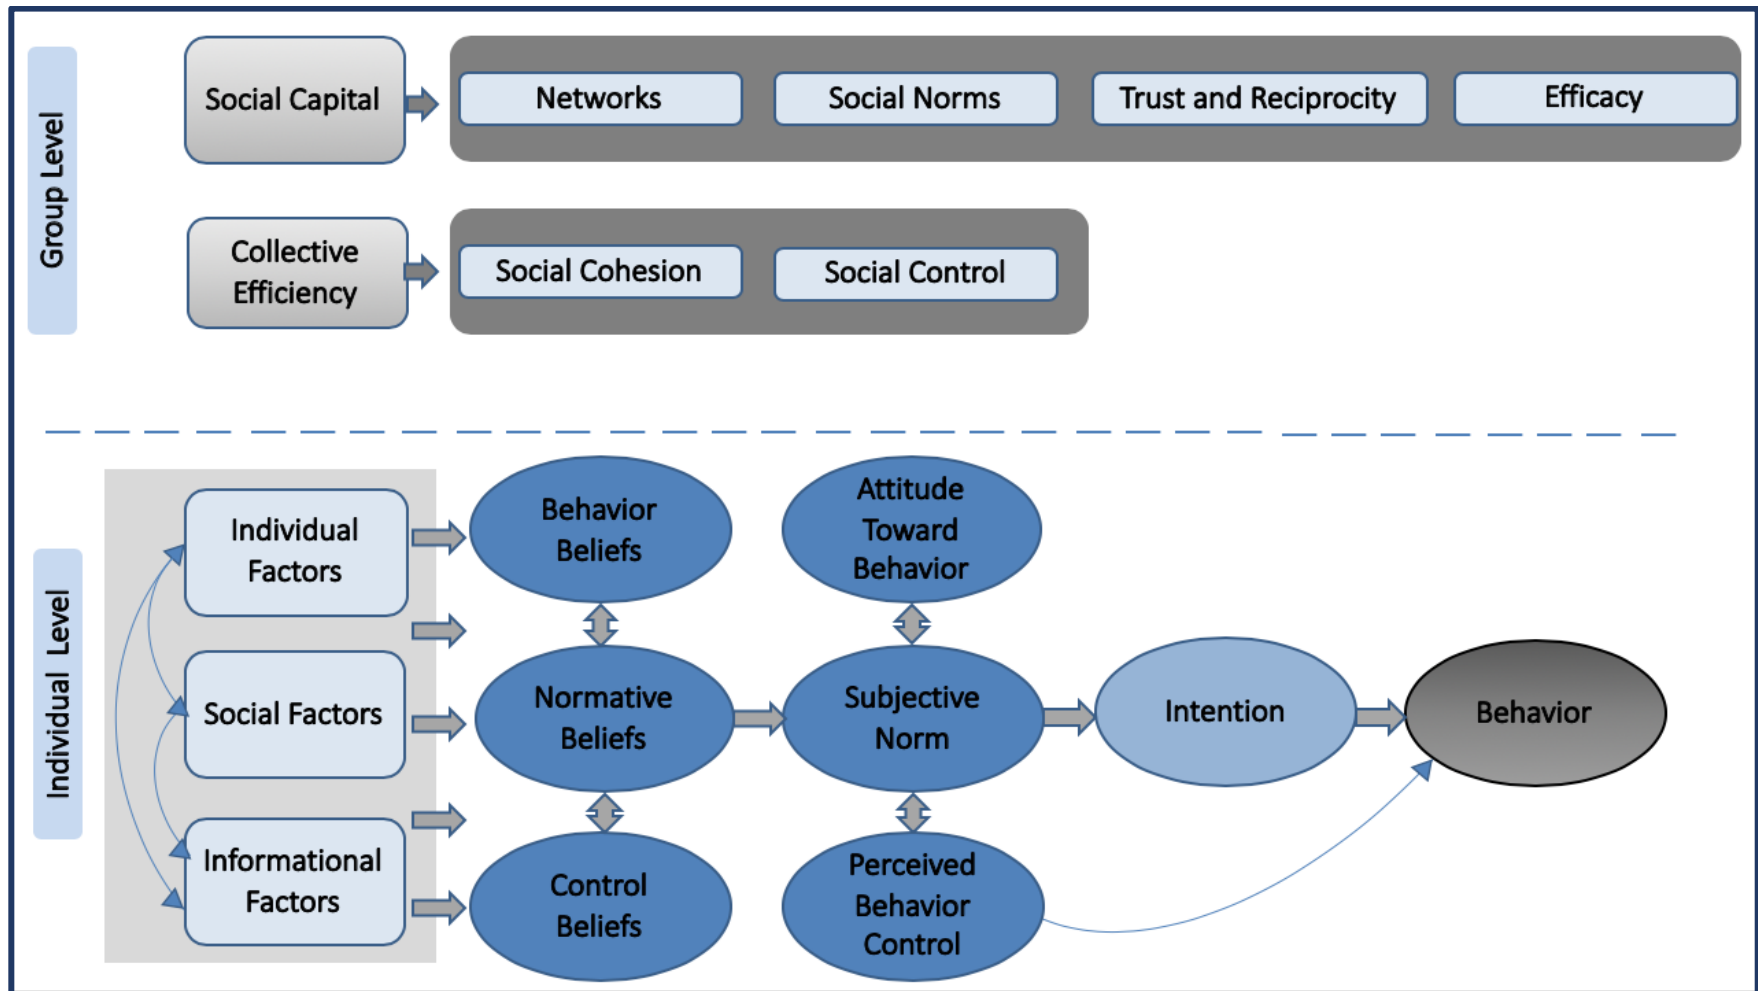 Group Level
Social Capital
Networks
Social Norms
Trust and Reciprocity
Efficacy
Collective
Efficiency
Social Cohesion
Social Control
Individual Level
Individual
Factors
Behavior
Beliefs
Attitude
Toward
Behavior
Social Factors
Normative
Beliefs
Subjective
Norm
Intention
Behavior
Informational
Factors
Control
Beliefs
Perceived
Behavior
Control